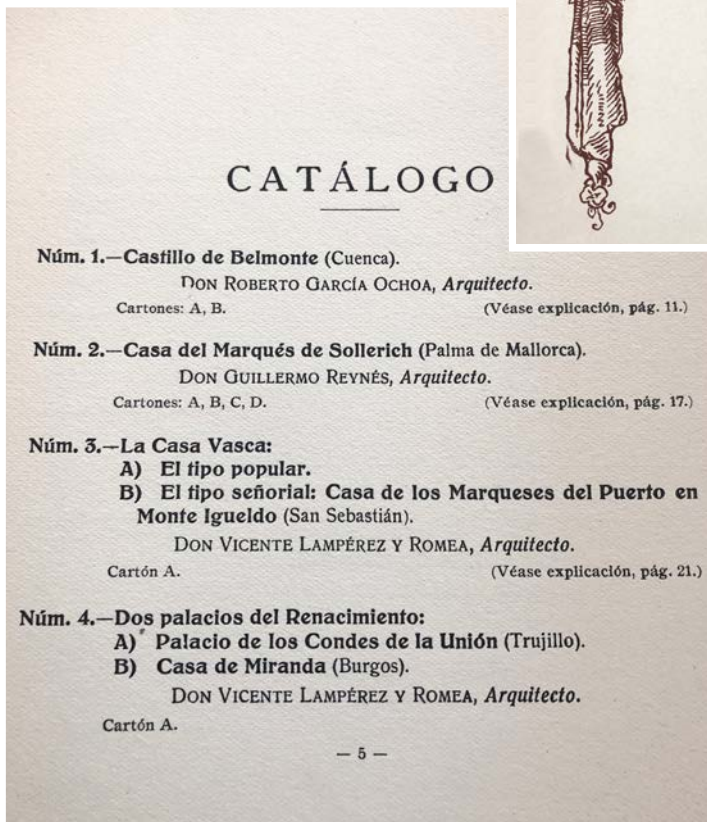 CATÁLOGO
Núm. 1.—Castillo de Belmonte (Cuenca).
DON ROBERTO GARCÍA OCHOA, Arquitecto.
Cartones: A, B. (Véase explicación, pág. 11.)
Núm. 2.—Casa del Marqués de Sollerich (Palma de Mallorca).
DON GUILLERMO REYNÉS, Arquitecto.
Cartones: A, B, C, D. (Véase explicación, pág. 17.)
Núm. 3.—La Casa Vasca:
A) El tipo popular.
B) El tipo señorial: Casa de los Marqueses del Puerto en
Monte Igueldo (San Sebastián).
DON VICENTE LAMPÉREZ Y ROMEA, Arquitecto.
Cartón A. (Véase explicación, pág. 21.)
Núm. 4.—Dos palacios del Renacimiento:
A) Palacio de los Condes de la Unión (Trujillo).
B) Casa de Miranda (Burgos).
DON VICENTE LAMPÉREZ Y ROMEA, Arquitecto.
Cartón A.
— 5 —